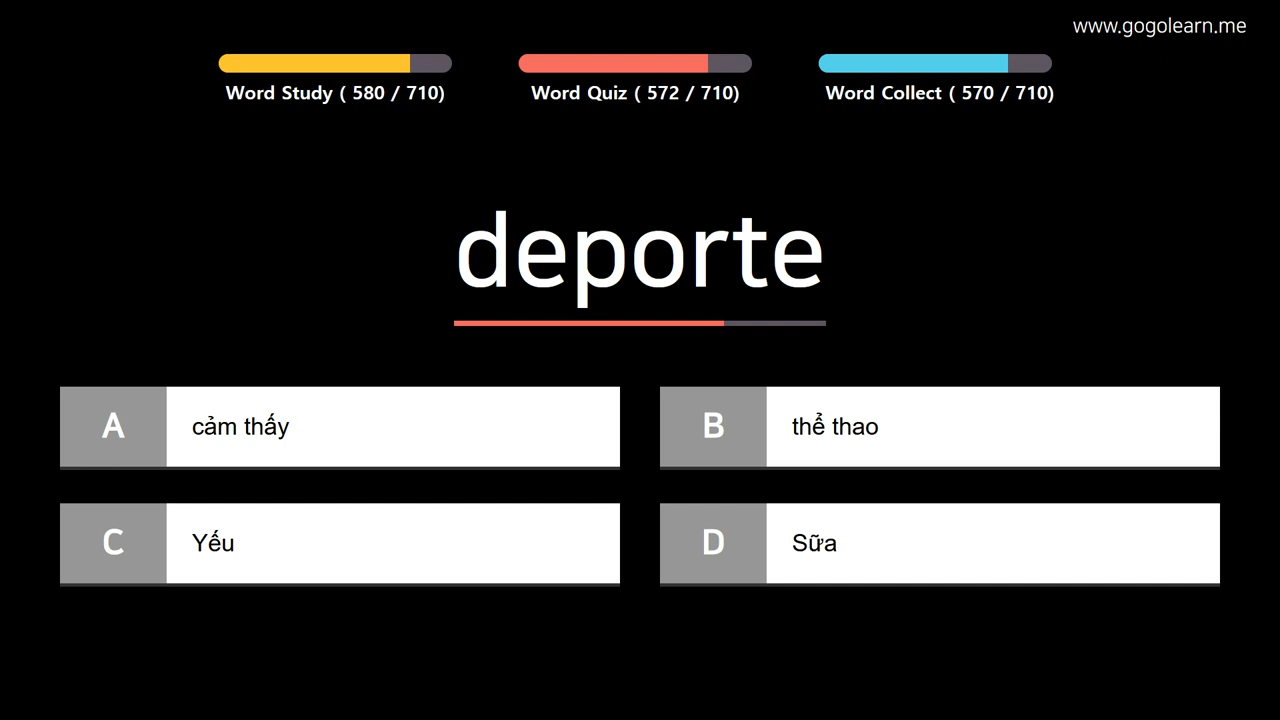 www.gogolearn.me
Word Study ( 580 / 710)
Word Quiz ( 572 / 710)
Word Collect ( 570 / 710)
deporte
A cảm thấy
B thể thao
C Yếu
D Sữa